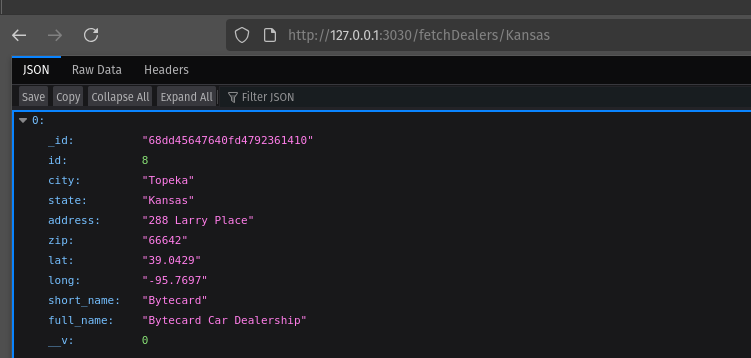 http://127.0.0.1:3030/fetchDealers/Kansas
JSON Raw Data Headers
Save Copy Collapse All Expand All Filter JSON
0:
_id: "68dd45647640fd4792361410"
id: 8
city: "Topeka"
state: "Kansas"
address: "288 Larry Place"
zip: "66642"
lat: "39.0429"
long: "-95.7697"
short_name: "Bytecard"
full_name: "Bytecard Car Dealership"
__v: 0